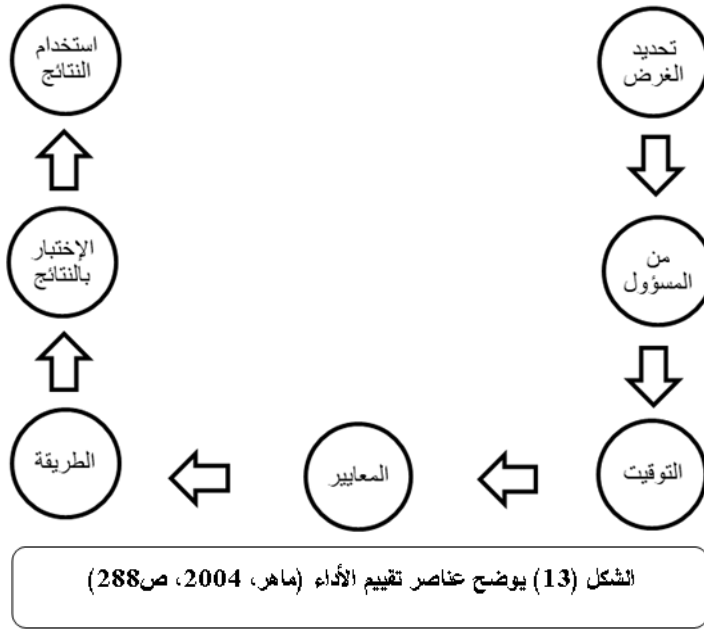 تحديد
الغرض
من
المسؤول
التوقيت
المعايير
الطريقة
الإختبار
بالنتائج
استخدام
النتائج
الشكل (13) يوضح عناصر تقييم الأداء (ماهر، 2004، ص288)